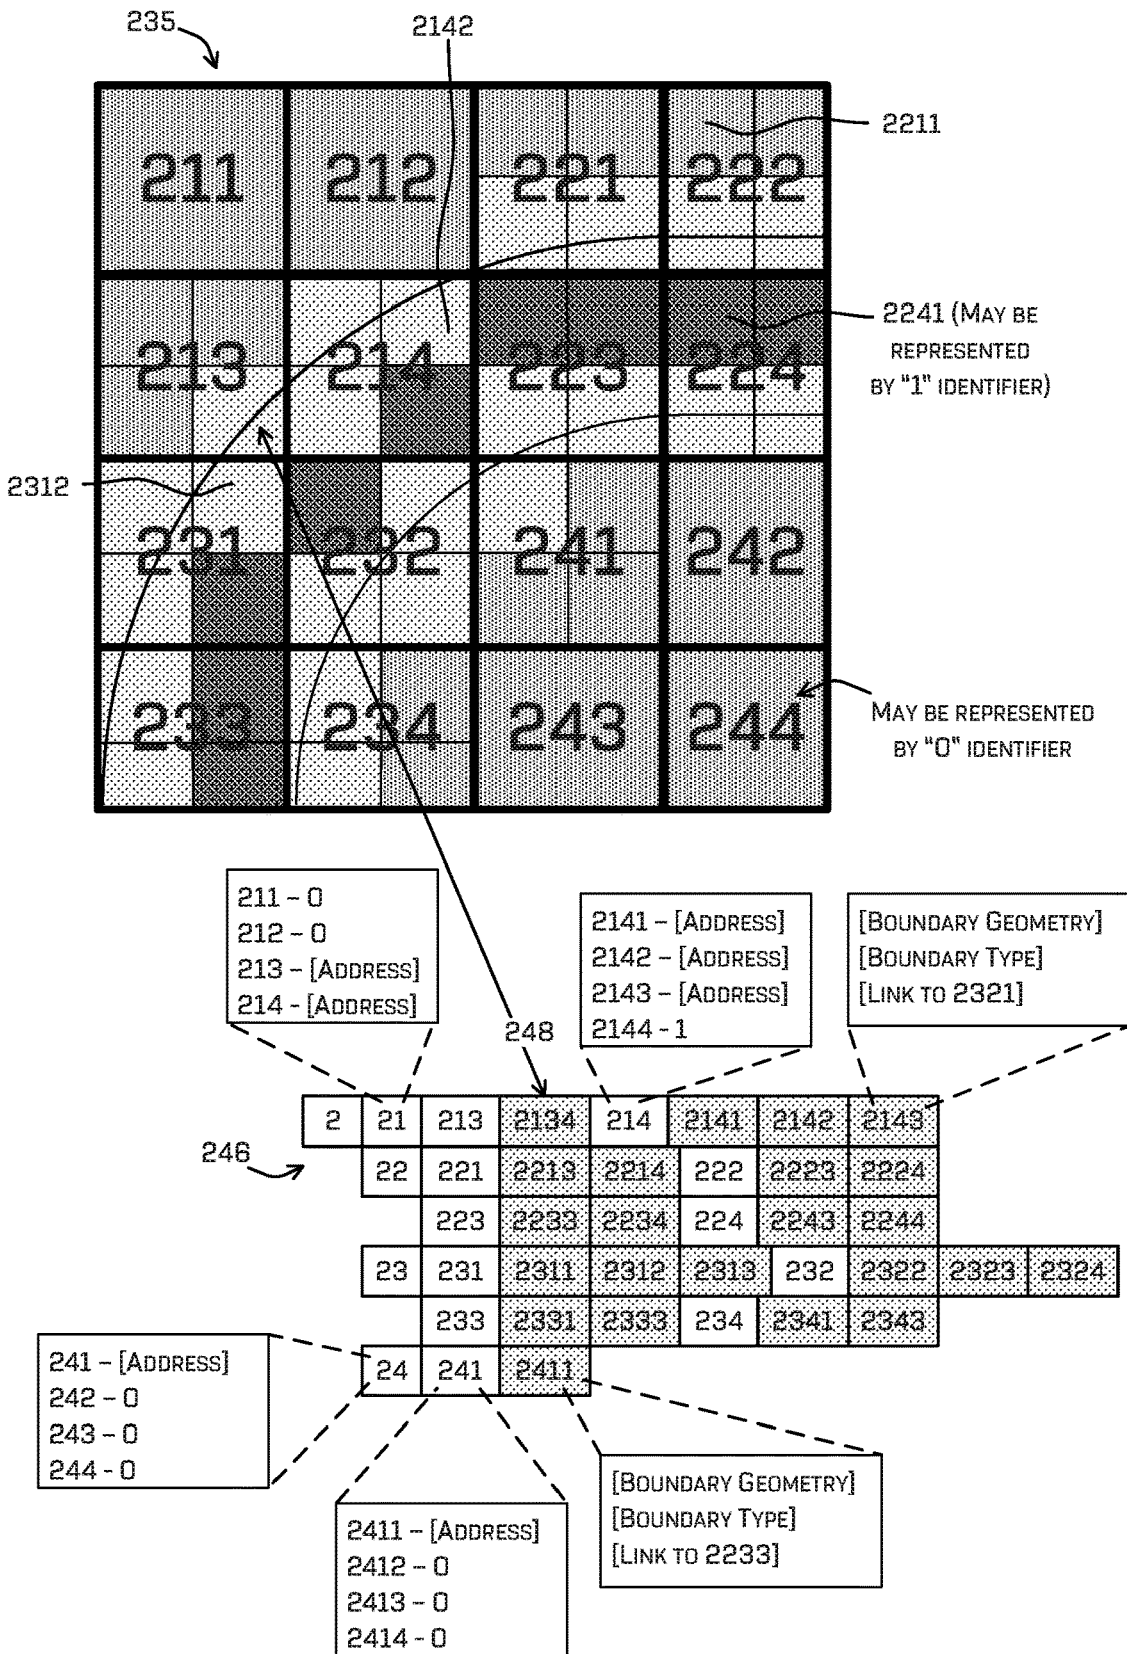 235
2142
211
212
221
222
2211
213
214
223
224
2241 (MAY BE
REPRESENTED
BY "1" IDENTIFIER)
2312
231
232
241
242
233
234
243
244
MAY BE REPRESENTED
BY "0" IDENTIFIER
211 – 0
212 – 0
213 – [ADDRESS]
214 - [ADDRESS]
2141 – [ADDRESS]
2142 – [ADDRESS]
2143 – [ADDRESS]
2144 - 1
[BOUNDARY GEOMETRY]
[BOUNDARY TYPE]
[LINK TO 2321]
248
246
2 21 213 2134 214 2141 2142 2143
22 221 2213 2214 222 2223 2224
223 2233 2234 224 2243 2244
23 231 2311 2312 2313 232 2322 2323 2324
233 2331 2333 234 2341 2343
24 241 2411
241 – [ADDRESS]
242 – 0
243 – 0
244 - 0
2411 – [ADDRESS]
2412 – 0
2413 – 0
2414 - 0
[BOUNDARY GEOMETRY]
[BOUNDARY TYPE]
[LINK TO 2233]